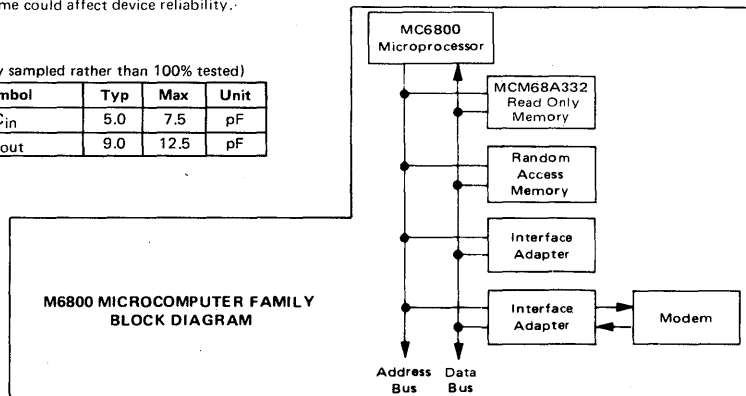 me could affect device reliability.
y sampled rather than 100% tested)
mbol Typ Max Unit
Cin 5.0 7.5 pF
out 9.0 12.5 pF
M6800 MICROCOMPUTER FAMILY
BLOCK DIAGRAM
MC6800
Microprocessor
MCM68A332
Read Only
Memory
Random
Access
Memory
Interface
Adapter
Interface
Adapter
Modem
Address
Bus
Data
Bus